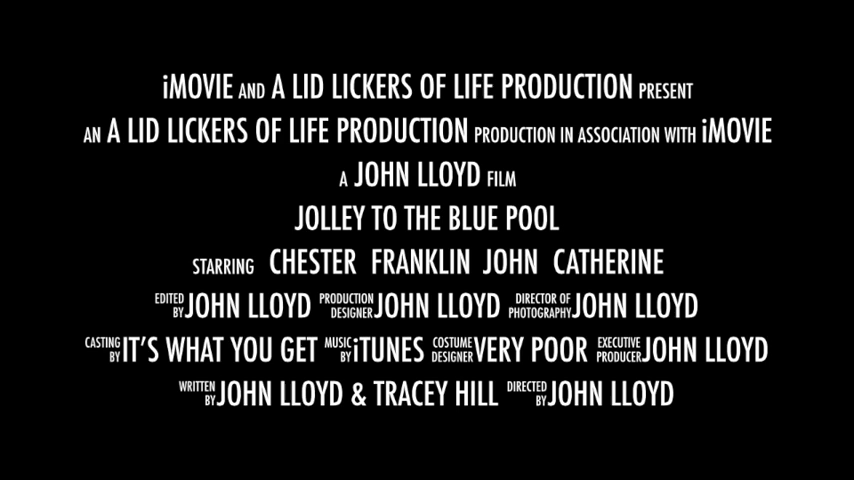 iMOVIE AND A LID LICKERS OF LIFE PRODUCTION PRESENT
AN A LID LICKERS OF LIFE PRODUCTION PRODUCTION IN ASSOCIATION WITH iMOVIE
A JOHN LLOYD FILM
JOLLEY TO THE BLUE POOL
STARRING CHESTER FRANKLIN JOHN CATHERINE
EDITED BY JOHN LLOYD PRODUCTION DESIGNER JOHN LLOYD DIRECTOR OF PHOTOGRAPHY JOHN LLOYD
CASTING BY IT'S WHAT YOU GET MUSIC BY iTUNES COSTUME DESIGNER VERY POOR EXECUTIVE PRODUCER JOHN LLOYD
WRITTEN BY JOHN LLOYD & TRACEY HILL DIRECTED BY JOHN LLOYD